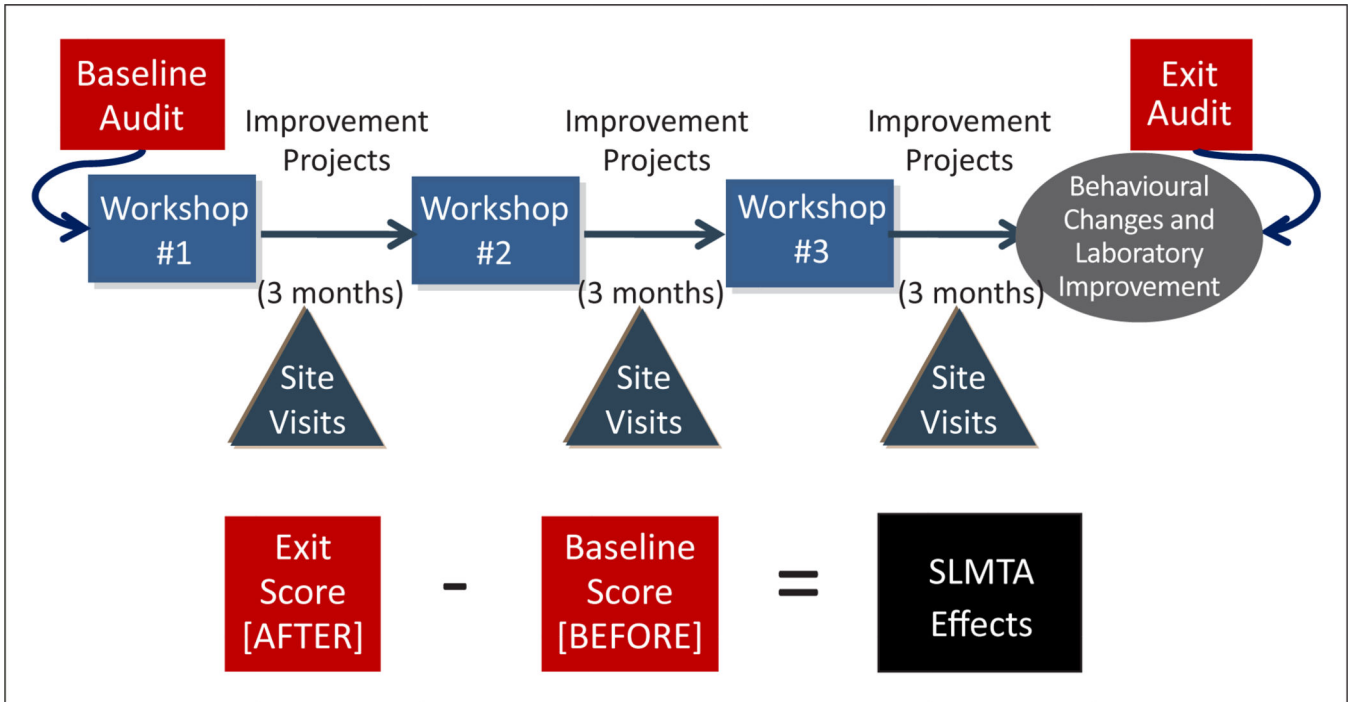 Baseline
Audit
Exit
Audit
Improvement
Projects
Improvement
Projects
Improvement
Projects
Workshop
#1
Workshop
#2
Workshop
#3
Behavioural
Changes and
Laboratory
Improvement
(3 months)
(3 months)
(3 months)
Site
Visits
Site
Visits
Site
Visits
Exit
Score
[AFTER]
-
Baseline
Score
[BEFORE]
=
SLMTA
Effects